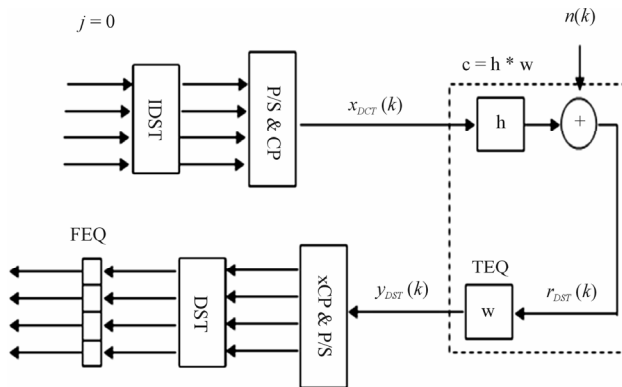 j = 0
n(k)
c = h * w
IDST
P/S & CP
x_DCT (k)
h
+
FEQ
DST
xCP & P/S
y_DST (k)
TEQ
w
r_DST (k)